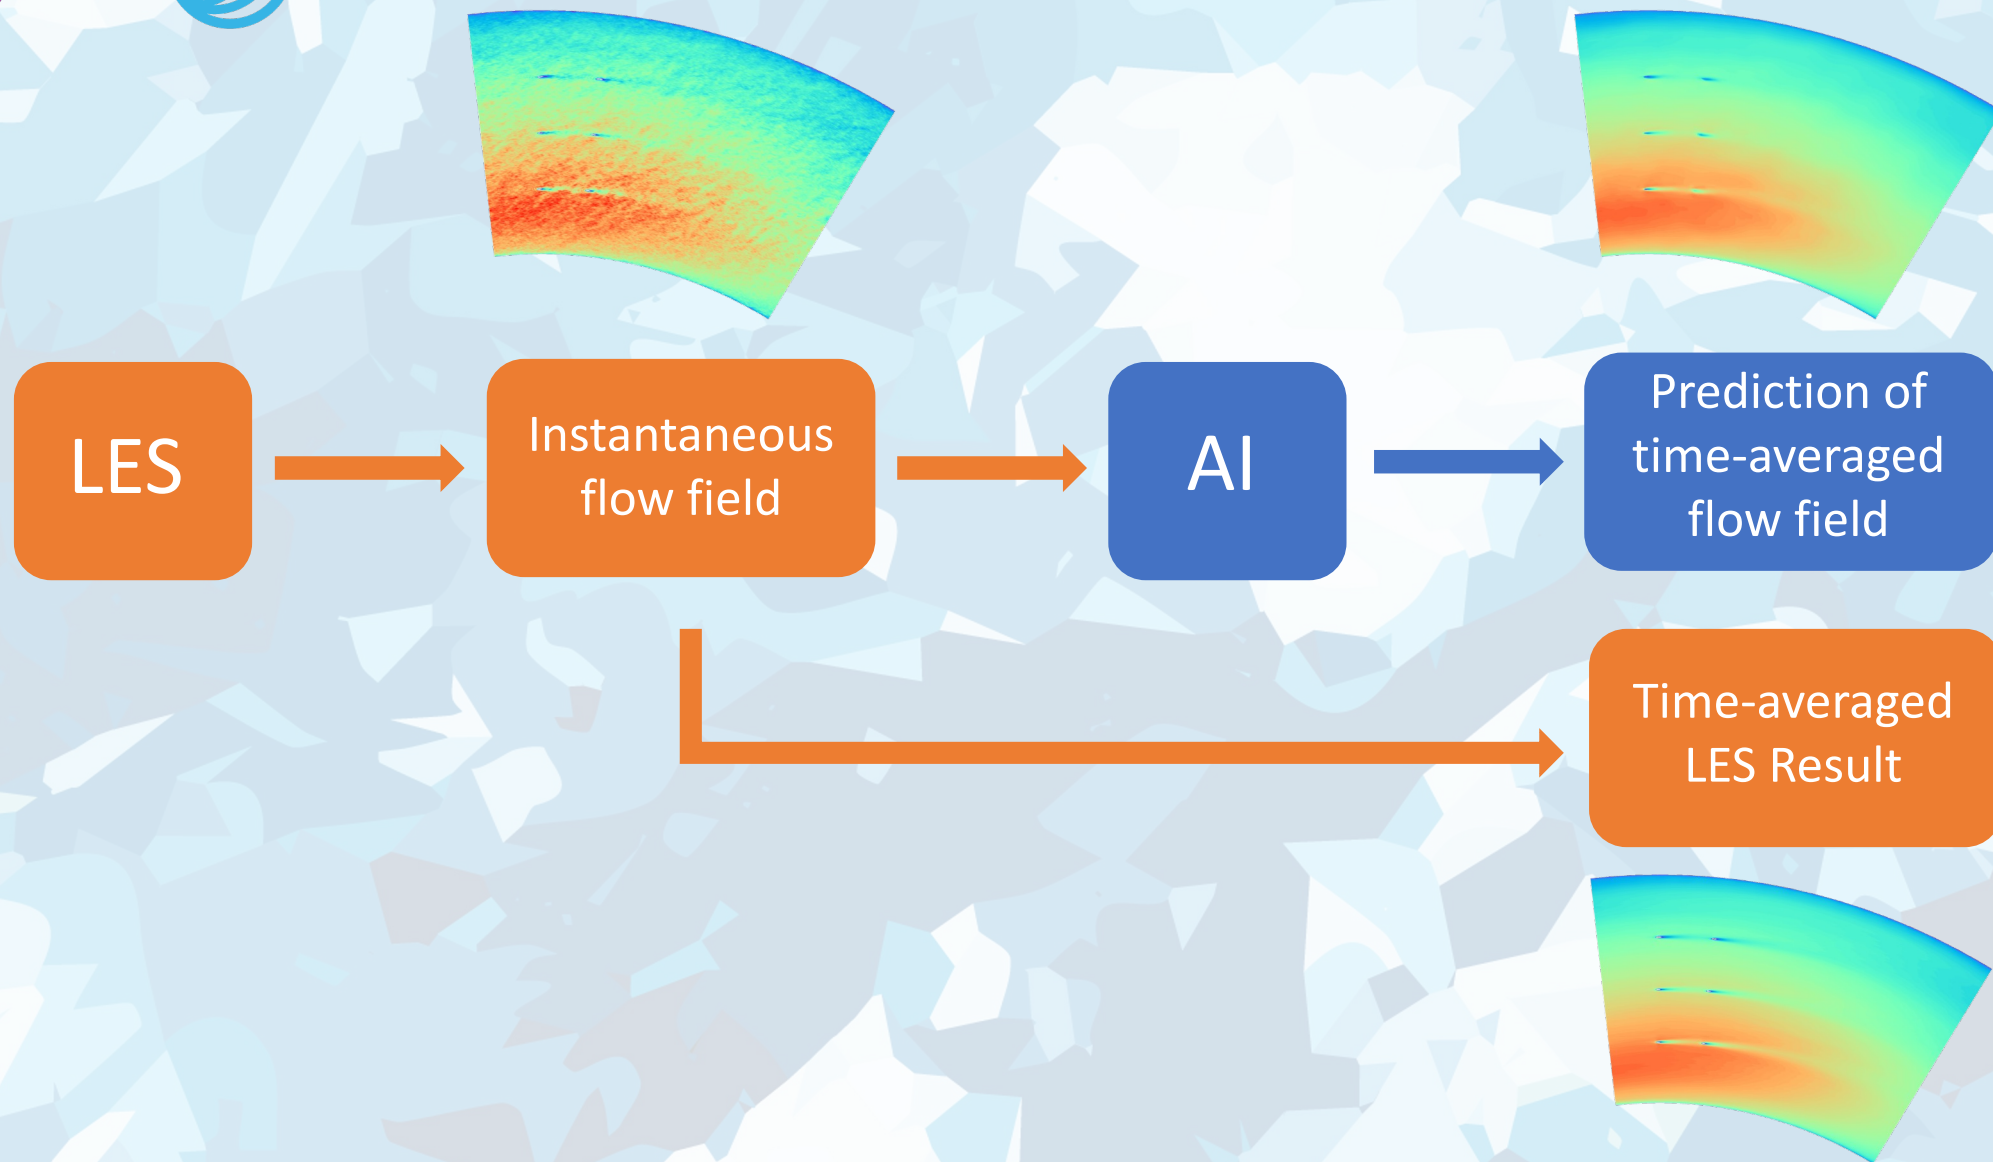 LES
Instantaneous
flow field
AI
Prediction of
time-averaged
flow field
Time-averaged
LES Result